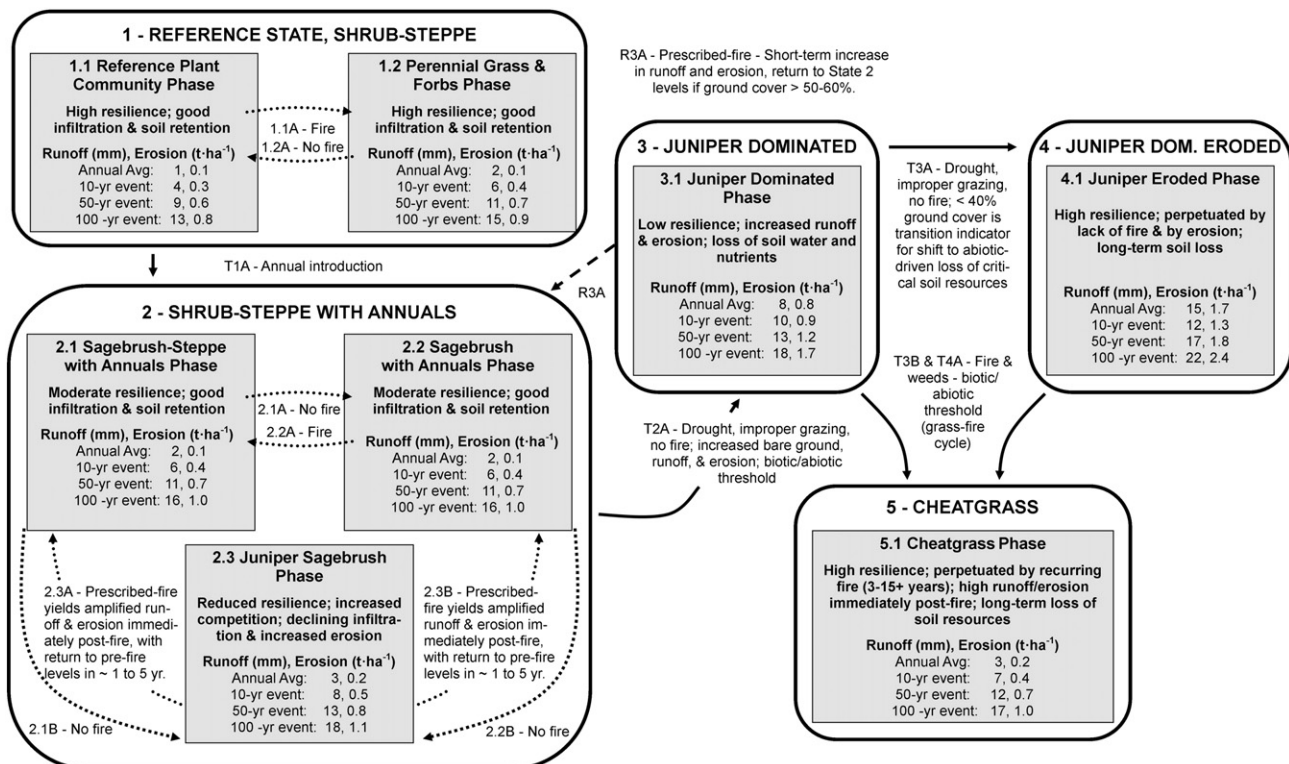 1 - REFERENCE STATE, SHRUB-STEPPE
1.1 Reference Plant
Community Phase
High resilience; good
infiltration & soil retention
Runoff (mm), Erosion (t·ha⁻¹)
Annual Avg: 1, 0.1
10-yr event: 4, 0.3
50-yr event: 9, 0.6
100 -yr event: 13, 0.8
1.1A - Fire
1.2A - No fire
1.2 Perennial Grass &
Forbs Phase
High resilience; good
infiltration & soil retention
Runoff (mm), Erosion (t·ha⁻¹)
Annual Avg: 2, 0.1
10-yr event: 6, 0.4
50-yr event: 11, 0.7
100 -yr event: 15, 0.9
T1A - Annual introduction
R3A - Prescribed-fire - Short-term increase
in runoff and erosion, return to State 2
levels if ground cover > 50-60%.
R3A
2 - SHRUB-STEPPE WITH ANNUALS
2.1 Sagebrush-Steppe
with Annuals Phase
Moderate resilience; good
infiltration & soil retention
Runoff (mm), Erosion (t·ha⁻¹)
Annual Avg: 2, 0.1
10-yr event: 6, 0.4
50-yr event: 11, 0.7
100 -yr event: 16, 1.0
2.1A - No fire
2.2A - Fire
2.2 Sagebrush
with Annuals Phase
Moderate resilience; good
infiltration & soil retention
Runoff (mm), Erosion (t·ha⁻¹)
Annual Avg: 2, 0.1
10-yr event: 6, 0.4
50-yr event: 11, 0.7
100 -yr event: 16, 1.0
2.3A - Prescribed-fire
yields amplified run-
off & erosion immedi-
ately post-fire, with
return to pre-fire
levels in ~ 1 to 5 yr.
2.1B - No fire
2.3 Juniper Sagebrush
Phase
Reduced resilience; increased
competition; declining infiltra-
tion & increased erosion
Runoff (mm), Erosion (t·ha⁻¹)
Annual Avg: 3, 0.2
10-yr event: 8, 0.5
50-yr event: 13, 0.8
100 -yr event: 18, 1.1
2.3B - Prescribed-
fire yields amplified
runoff & erosion im-
mediately post-fire,
with return to pre-fire
levels in ~ 1 to 5 yr.
2.2B - No fire
T2A - Drought, improper grazing,
no fire; increased bare ground,
runoff, & erosion; biotic/abiotic
threshold
3 - JUNIPER DOMINATED
3.1 Juniper Dominated
Phase
Low resilience; increased runoff
& erosion; loss of soil water and
nutrients
Runoff (mm), Erosion (t·ha⁻¹)
Annual Avg: 8, 0.8
10-yr event: 10, 0.9
50-yr event: 13, 1.2
100 -yr event: 18, 1.7
T3A - Drought,
improper grazing,
no fire; < 40%
ground cover is
transition indicator
for shift to abiotic-
driven loss of criti-
cal soil resources
4 - JUNIPER DOM. ERODED
4.1 Juniper Eroded Phase
High resilience; perpetuated by
lack of fire & by erosion;
long-term soil loss
Runoff (mm), Erosion (t·ha⁻¹)
Annual Avg: 15, 1.7
10-yr event: 12, 1.3
50-yr event: 17, 1.8
100 -yr event: 22, 2.4
T3B & T4A - Fire &
weeds - biotic/
abiotic
threshold
(grass-fire
cycle)
5 - CHEATGRASS
5.1 Cheatgrass Phase
High resilience; perpetuated by recurring
fire (3-15+ years); high runoff/erosion
immediately post-fire; long-term loss of
soil resources
Runoff (mm), Erosion (t·ha⁻¹)
Annual Avg: 3, 0.2
10-yr event: 7, 0.4
50-yr event: 12, 0.7
100 -yr event: 17, 1.0